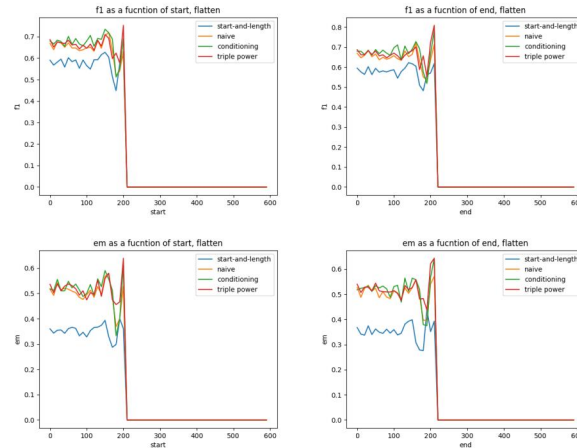 f1 as a fucntion of start, flatten
f1
0.7
0.6
0.5
0.4
0.3
0.2
0.1
0.0
0 100 200 300 400 500 600
start
start-and-length
naive
conditioning
triple power
f1 as a fucntion of end, flatten
f1
0.8
0.7
0.6
0.5
0.4
0.3
0.2
0.1
0.0
0 100 200 300 400 500 600
end
start-and-length
naive
conditioning
triple power
em as a fucntion of start, flatten
em
0.6
0.5
0.4
0.3
0.2
0.1
0.0
0 100 200 300 400 500 600
start
start-and-length
naive
conditioning
triple power
em as a fucntion of end, flatten
em
0.6
0.5
0.4
0.3
0.2
0.1
0.0
0 100 200 300 400 500 600
end
start-and-length
naive
conditioning
triple power